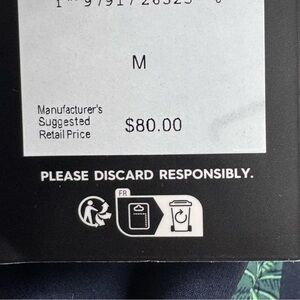 M
Manufacturer's
Suggested
Retail Price
$80.00
PLEASE DISCARD RESPONSIBLY.
FR